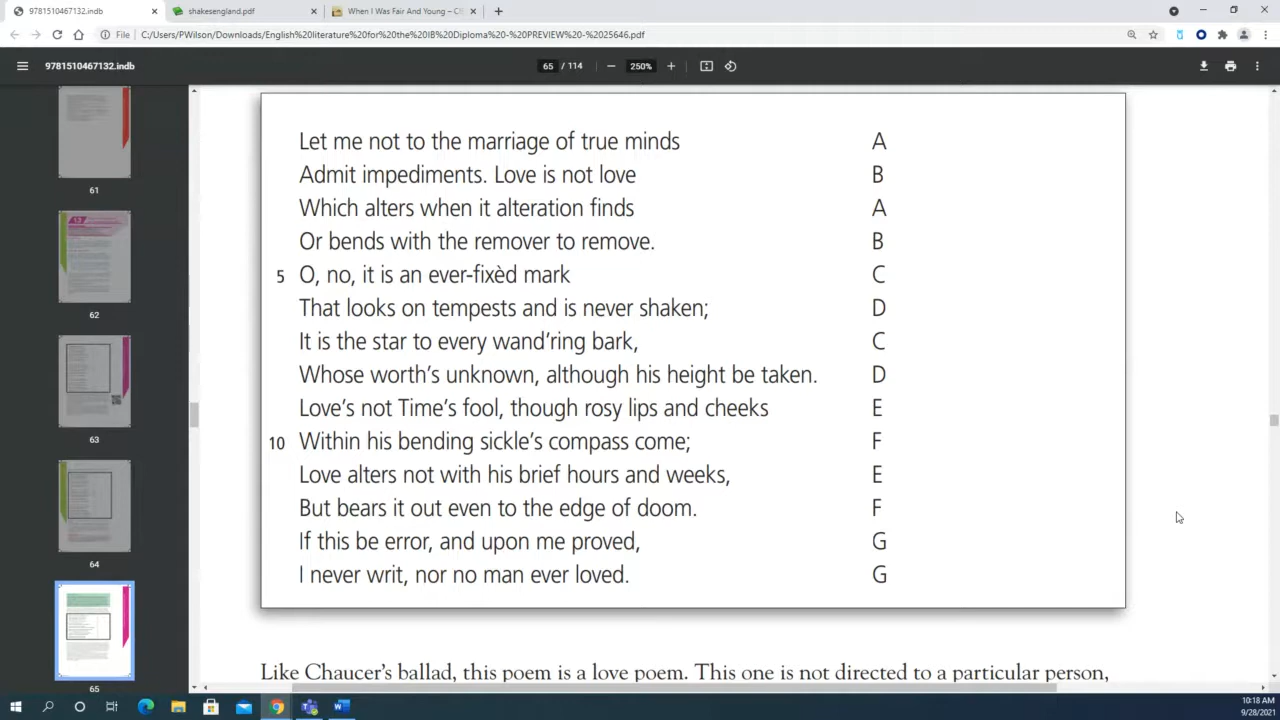 9781510467132.indb
shakesengland.pdf
When I Was Fair And Young – C
File
C:/Users/PWilson/Downloads/English%20literature%20for%20the%20IB%20Diploma%20-%20PREVIEW%20-%2025646.pdf
9781510467132.indb
65 / 114
250%
61
62
63
64
65
Let me not to the marriage of true minds A
Admit impediments. Love is not love B
Which alters when it alteration finds A
Or bends with the remover to remove. B
5 O, no, it is an ever-fixèd mark C
That looks on tempests and is never shaken; D
It is the star to every wand’ring bark, C
Whose worth’s unknown, although his height be taken. D
Love’s not Time’s fool, though rosy lips and cheeks E
10 Within his bending sickle’s compass come; F
Love alters not with his brief hours and weeks, E
But bears it out even to the edge of doom. F
If this be error, and upon me proved, G
I never writ, nor no man ever loved. G
Like Chaucer’s ballad, this poem is a love poem. This one is not directed to a particular person,
10:18 AM
9/28/2021